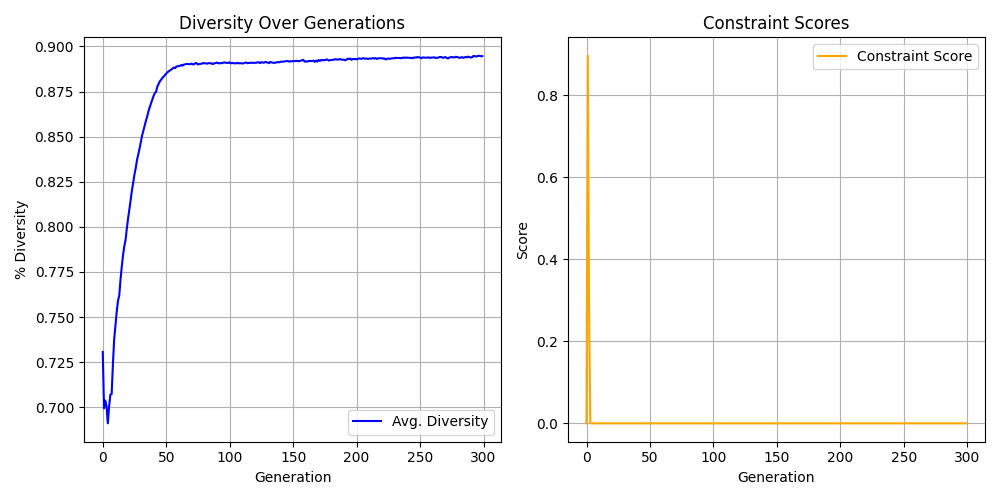 Diversity Over Generations
% Diversity
0.900
0.875
0.850
0.825
0.800
0.775
0.750
0.725
0.700
Avg. Diversity
0 50 100 150 200 250 300
Generation
Constraint Scores
Score
0.8
0.6
0.4
0.2
0.0
Constraint Score
0 50 100 150 200 250 300
Generation